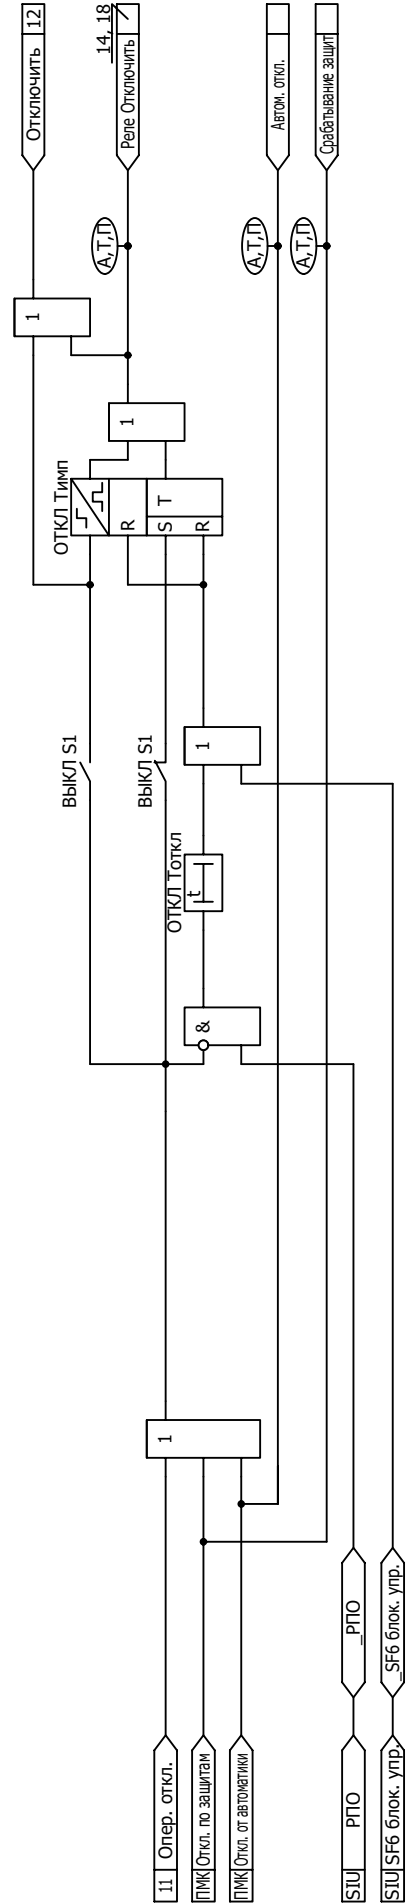 11 Опер. откл.
ПМК Откл. по защитам
ПМК Откл. от автоматики
SIU РПО
_РПО
SIU SF6 блок. упр.
_SF6 блок. упр.
1
&
ОТКЛ Тоткл
t
1
ВЫКЛ S1
ВЫКЛ S1
ОТКЛ Тимп
R
S T
R
1
1
А,Т,П
А,Т,П
А,Т,П
Отключить 12
Реле Отключить
14, 18
Автом. откл.
Срабатывание защит